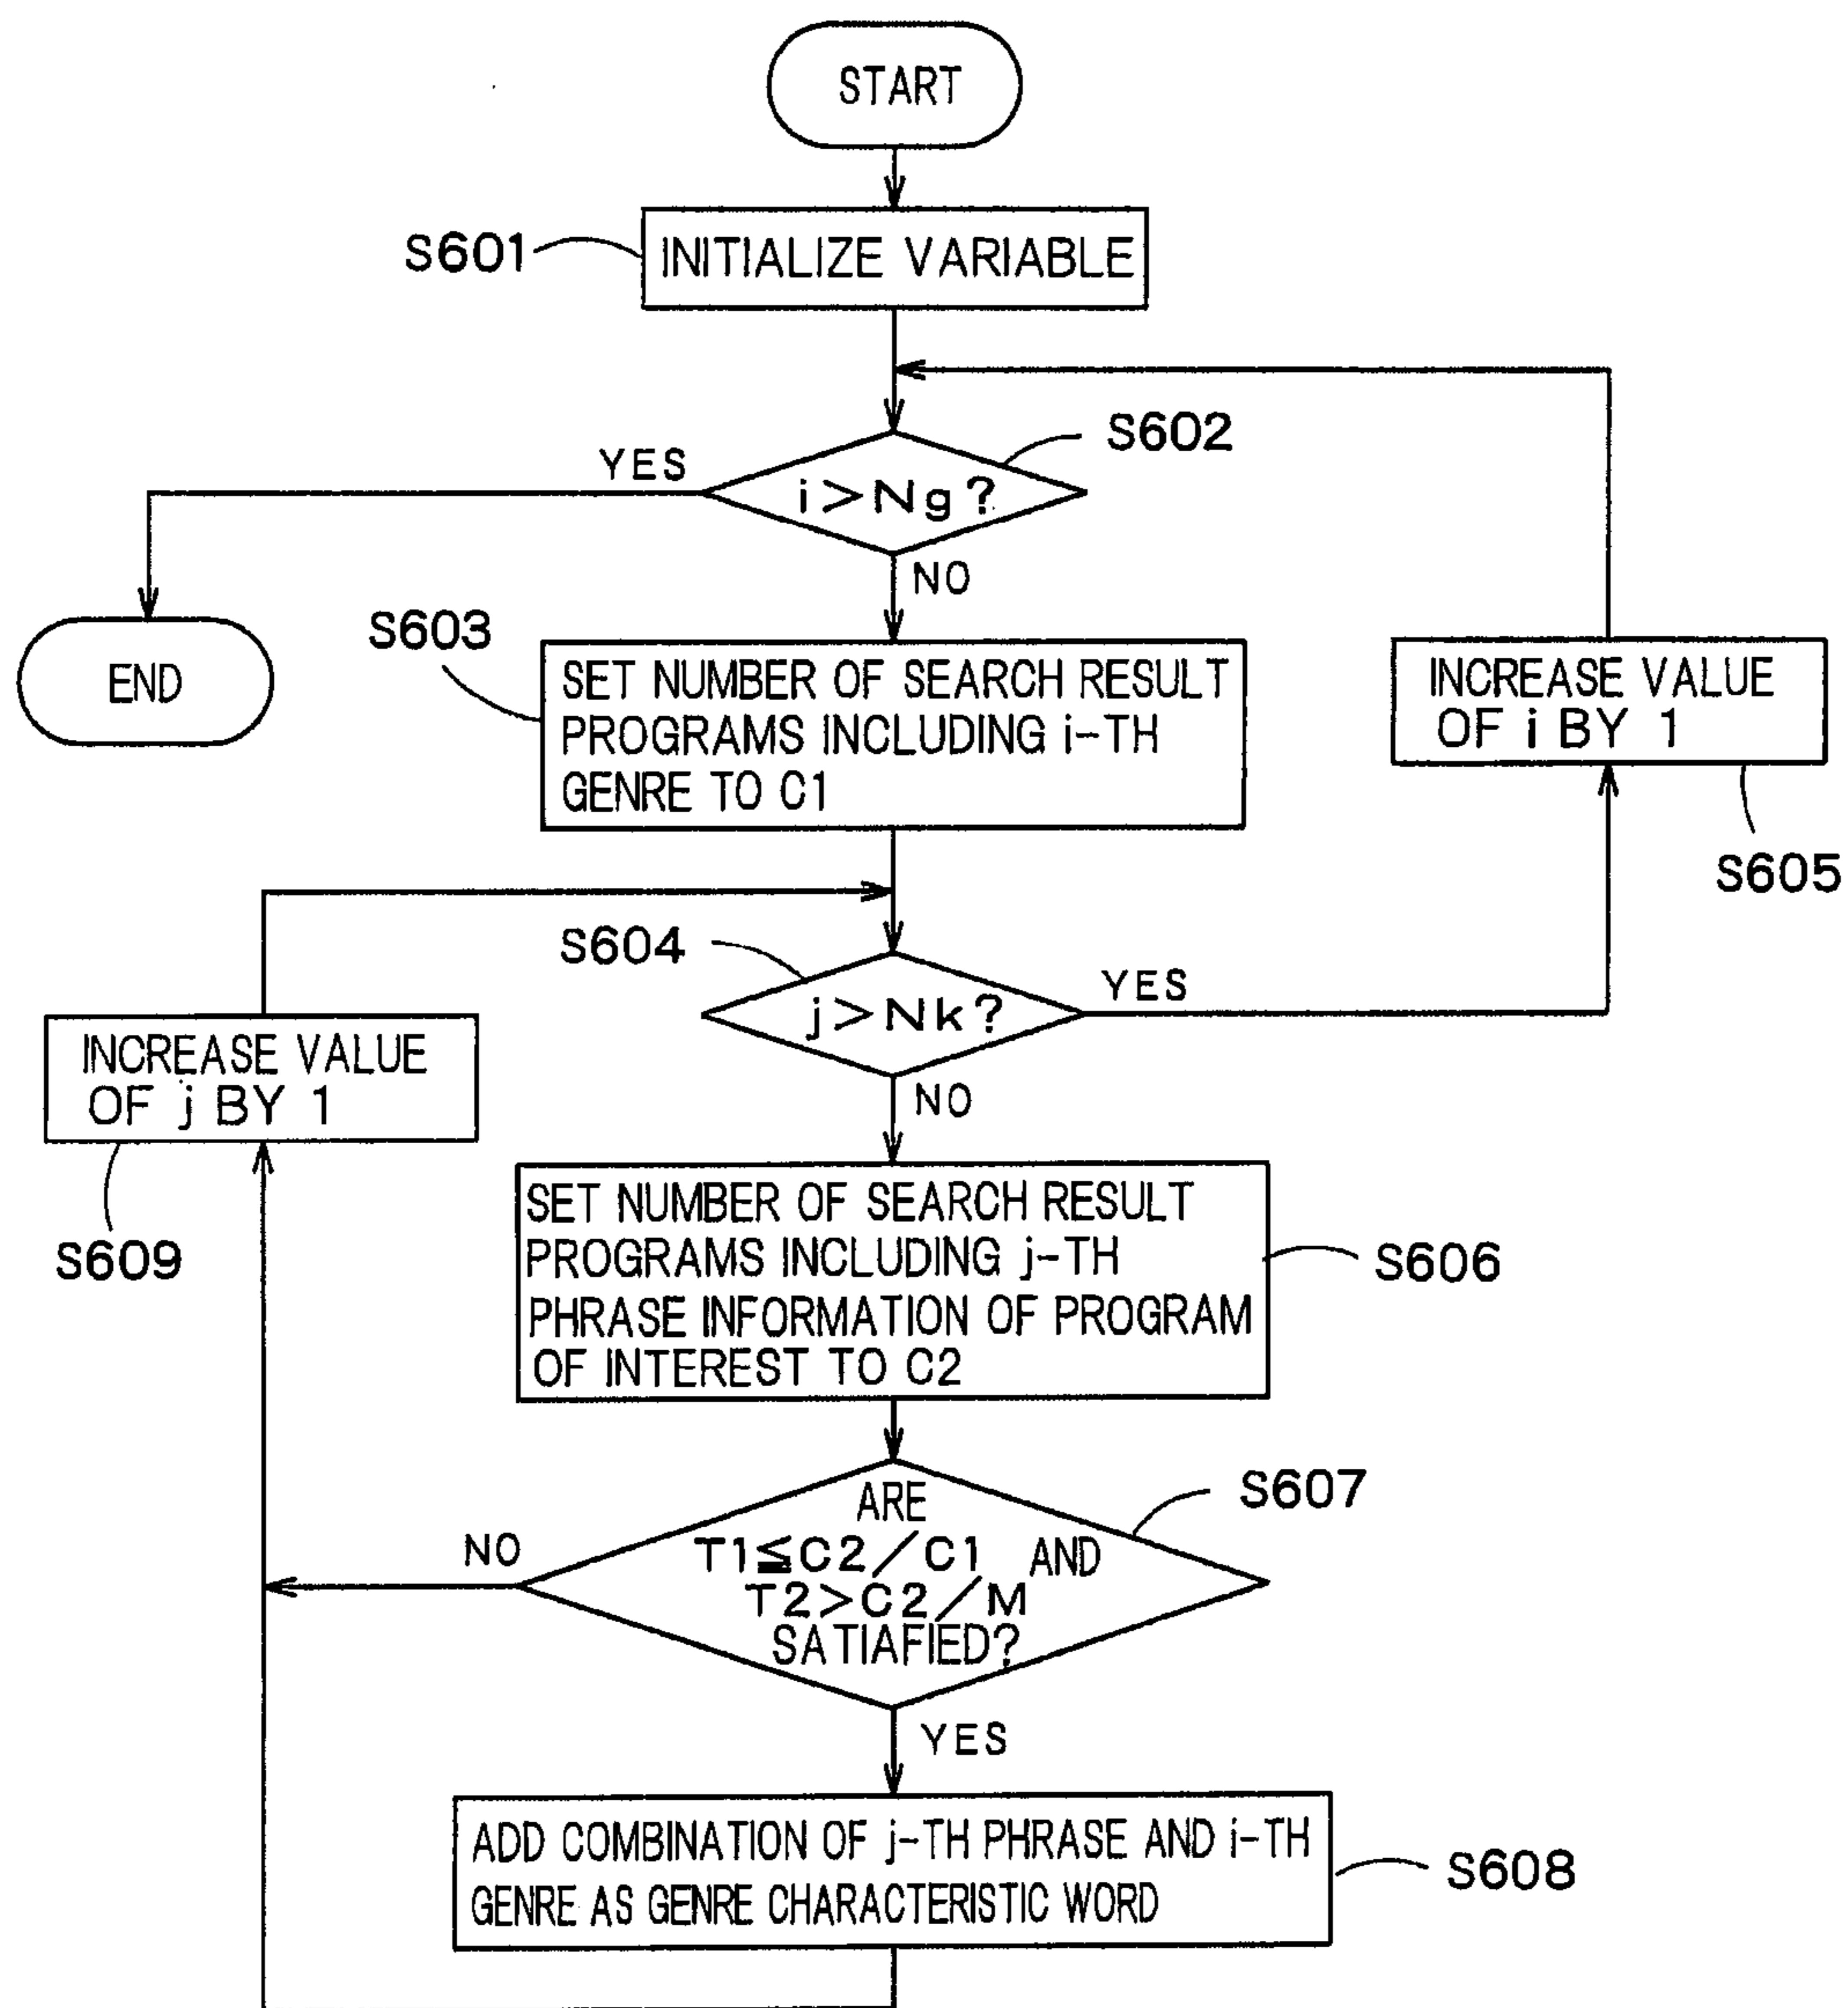 START
S601
INITIALIZE VARIABLE
S602
YES
i>Ng?
NO
END
S603
SET NUMBER OF SEARCH RESULT
PROGRAMS INCLUDING i-TH
GENRE TO C1
INCREASE VALUE
OF i BY 1
S605
S604
j>Nk?
YES
NO
INCREASE VALUE
OF j BY 1
S609
SET NUMBER OF SEARCH RESULT
PROGRAMS INCLUDING j-TH
PHRASE INFORMATION OF PROGRAM
OF INTEREST TO C2
S606
S607
NO
ARE
T1≦C2/C1 AND
T2>C2/M
SATIAFIED?
YES
ADD COMBINATION OF j-TH PHRASE AND i-TH
GENRE AS GENRE CHARACTERISTIC WORD
S608